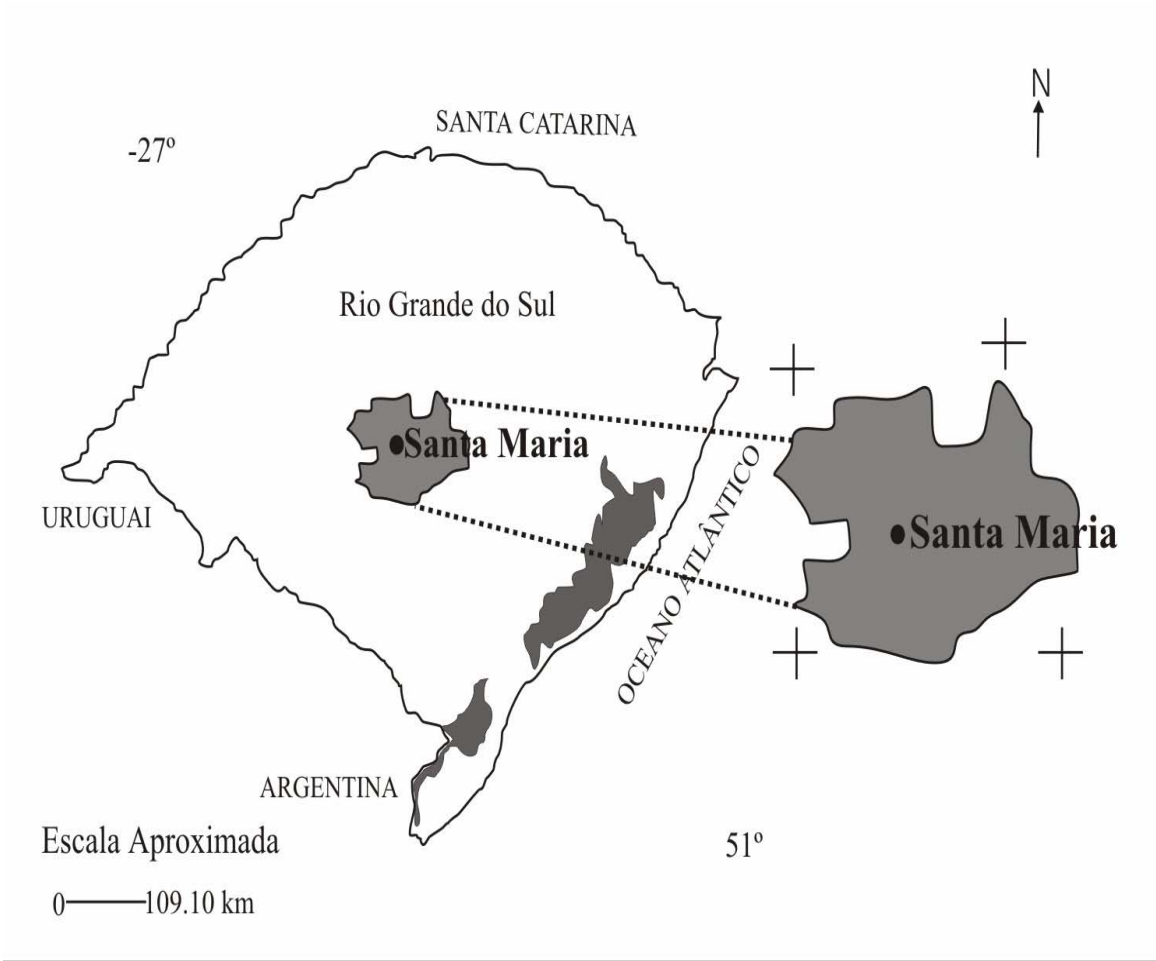 N
SANTA CATARINA
-27º
Rio Grande do Sul
Santa Maria
OCEANO ATLÂNTICO
URUGUAI
Santa Maria
ARGENTINA
Escala Aproximada
51º
0 109.10 km